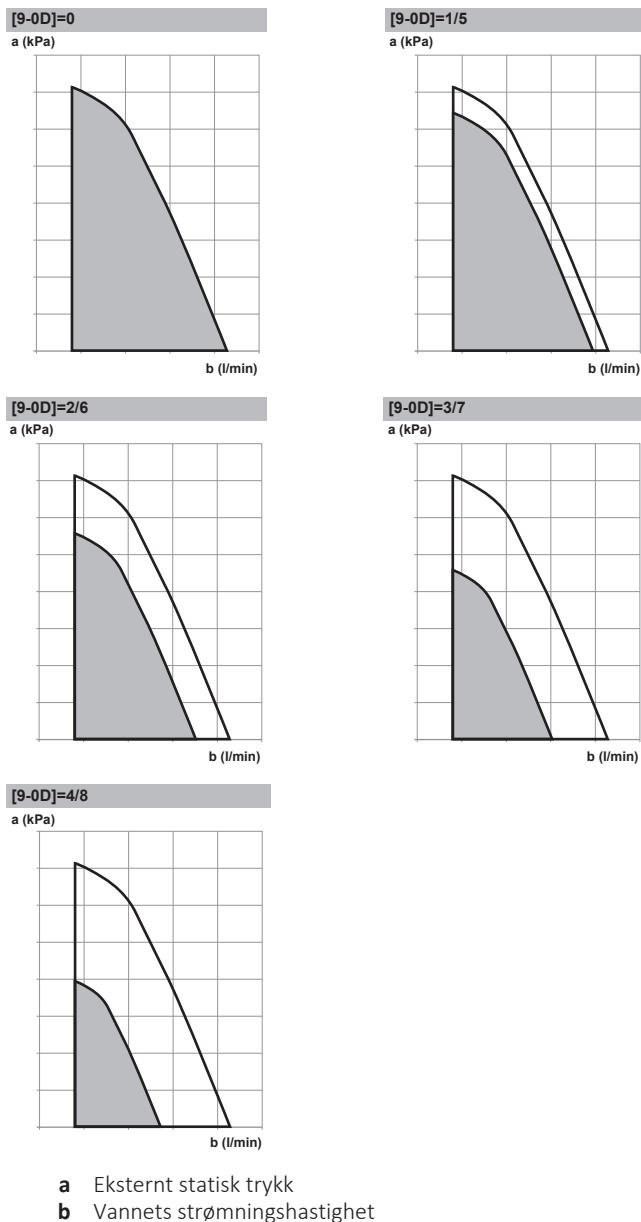 [9-0D]=0
a (kPa)
b (l/min)
[9-0D]=1/5
a (kPa)
b (l/min)
[9-0D]=2/6
a (kPa)
b (l/min)
[9-0D]=3/7
a (kPa)
b (l/min)
[9-0D]=4/8
a (kPa)
b (l/min)
a Eksternt statisk trykk
b Vannets strømningshastighet